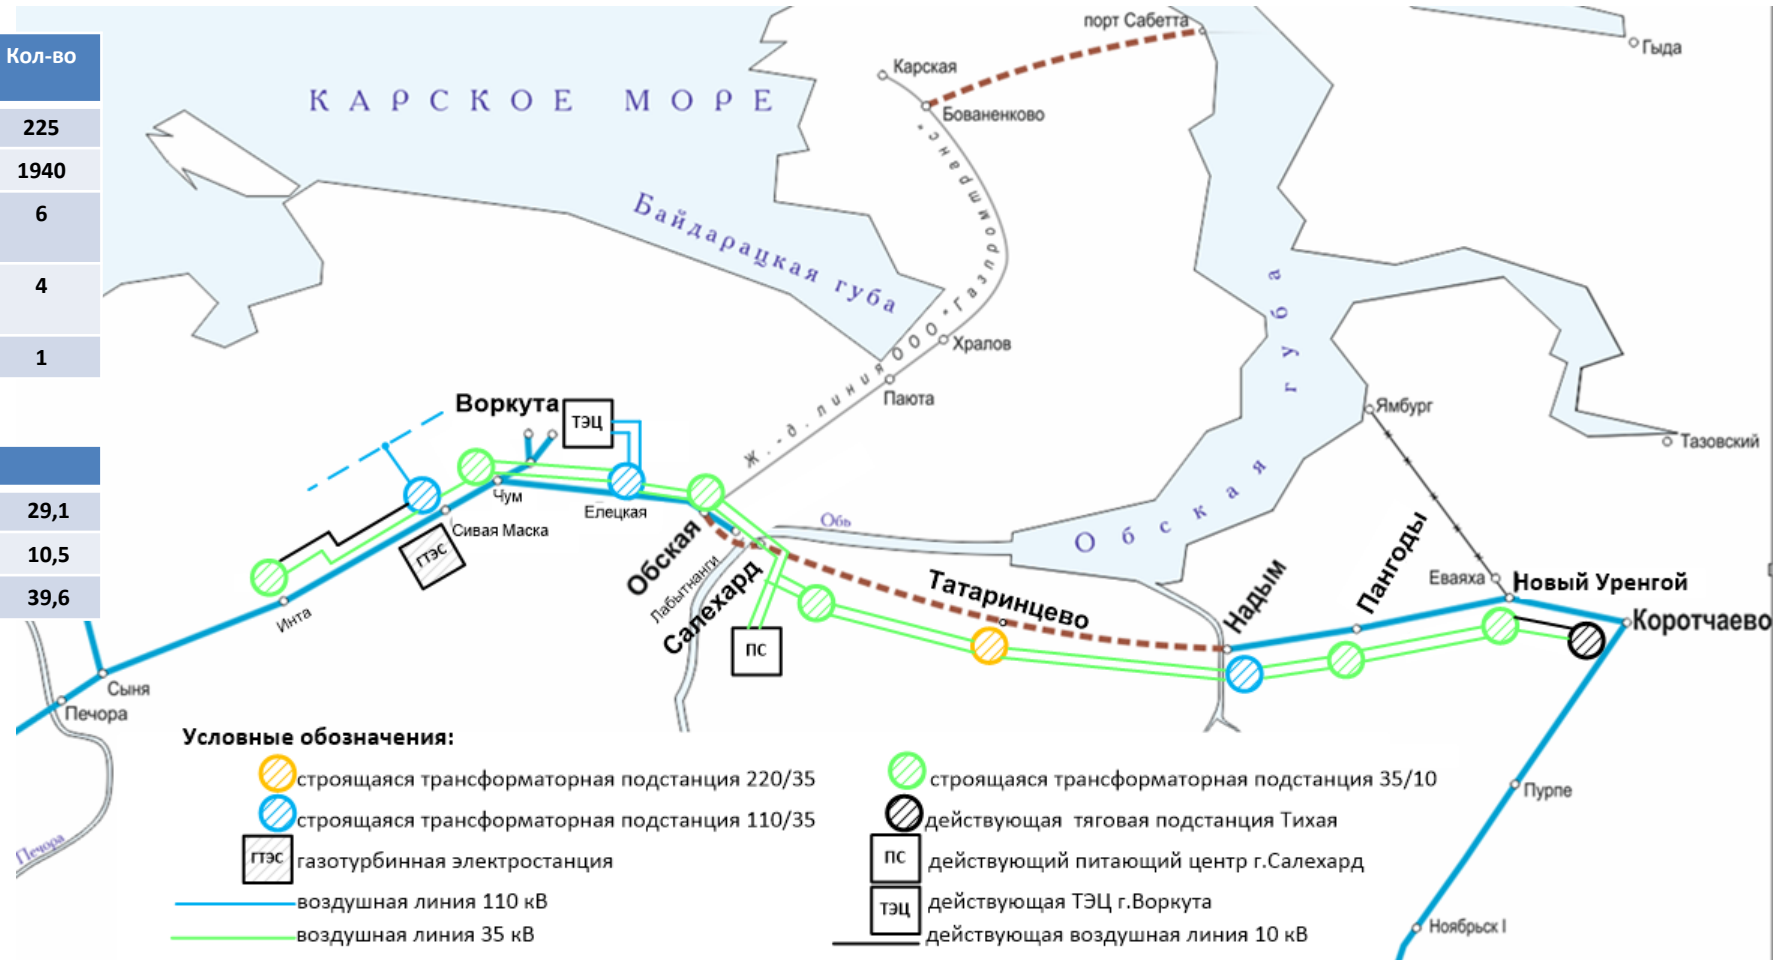 Кол-во
225
1940
6
4
1
29,1
10,5
39,6
КАРСКОЕ МОРЕ
Байдарацкая губа
порт Сабетта
Гыда
Карская
Бованенково
Ж.-д. линия ООО "Газпромтранс"
Хралов
Паюта
Обская губа
Ямбург
Тазовский
Воркута
ТЭЦ
Чум
Елецкая
Сивая Маска
ГТЭС
Инта
Обская
Лабытнанги
Обь
Салехард
ПС
Татаринцево
Надым
Пангоды
Еваяха
Новый Уренгой
Коротчаево
Сыня
Печора
Печора
Пурпе
Ноябрьск I
Условные обозначения:
строящаяся трансформаторная подстанция 220/35
строящаяся трансформаторная подстанция 110/35
ГТЭС газотурбинная электростанция
воздушная линия 110 кВ
воздушная линия 35 кВ
строящаяся трансформаторная подстанция 35/10
действующая тяговая подстанция Тихая
ПС действующий питающий центр г.Салехард
ТЭЦ действующая ТЭЦ г.Воркута
действующая воздушная линия 10 кВ